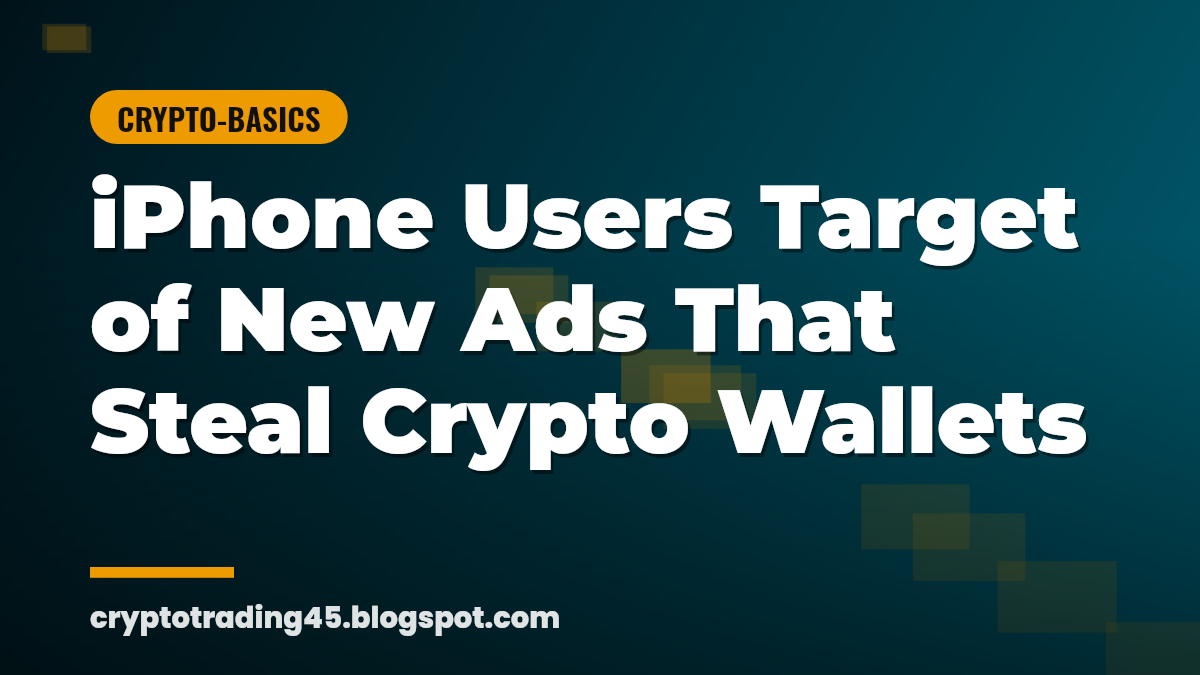 CRYPTO-BASICS
iPhone Users Target
of New Ads That
Steal Crypto Wallets
cryptotrading45.blogspot.com